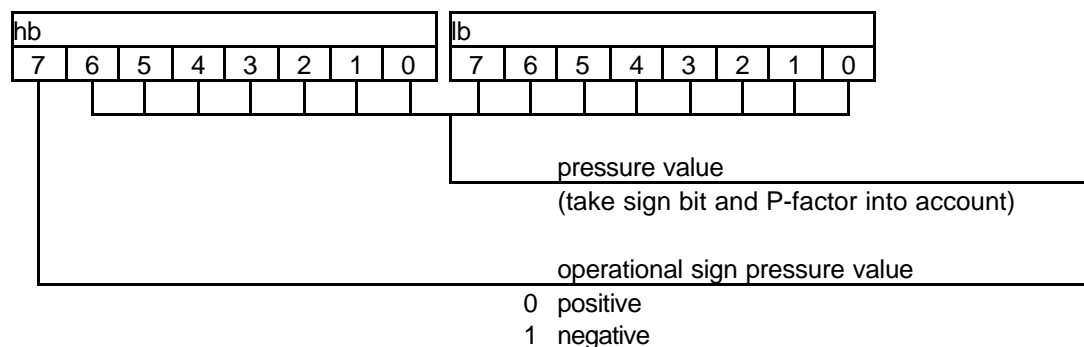 hb lb
7 6 5 4 3 2 1 0 7 6 5 4 3 2 1 0
pressure value
(take sign bit and P-factor into account)
operational sign pressure value
0 positive
1 negative